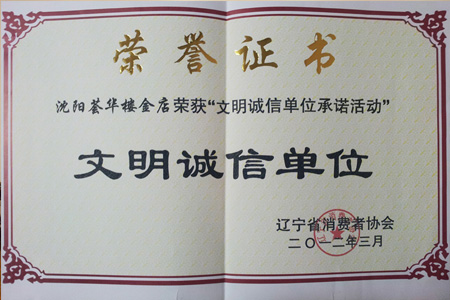 荣誉证书
沈阳荟华楼金店荣获“文明诚信单位承诺活动”
文明诚信单位
辽宁省消费者协会
二〇一二年三月